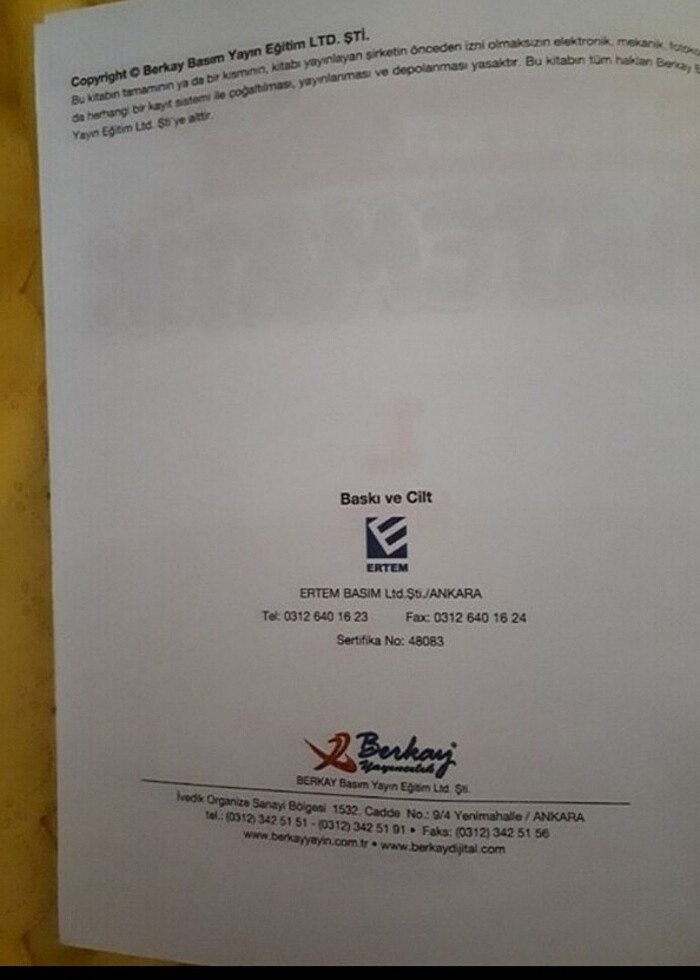 Copyright © Berkay Basım Yayın Eğitim LTD. ŞTİ.
Bu kitabın tamamının ya da bir kısmının, kitabı yayınlayan şirketin önceden izni olmaksızın elektronik, mekanik,
da herhangi bir kayıt sistemi ile çoğaltılması, yayınlanması ve depolanması yasaktır. Bu kitabın tüm hakları Berkay
Yayın Eğitim Ltd. Şti'ye aittir.
Baskı ve Cilt
ERTEM
ERTEM BASIM Ltd.Şti./ANKARA
Tel: 0312 640 16 23 Fax: 0312 640 16 24
Sertifika No: 48083
Berkay
Yayıncılık
BERKAY Basım Yayın Eğitim Ltd. Şti.
İvedik Organize Sanayi Bölgesi 1532. Cadde No.: 9/4 Yenimahalle / ANKARA
tel.: (0312) 342 51 51 - (0312) 342 51 91 • Faks: (0312) 342 51 56
www.berkayyayin.com.tr • www.berkaydijital.com